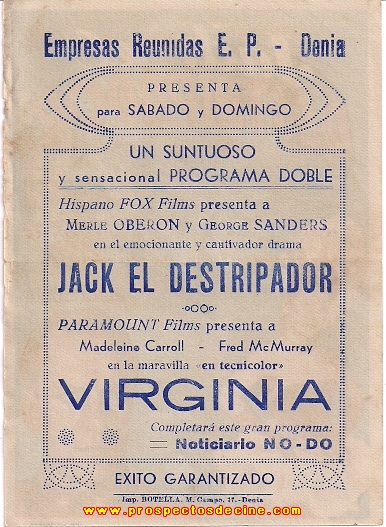 Empresas Reunidas E. P. - Denia
PRESENTA
para SABADO y DOMINGO
UN SUNTUOSO
y sensacional PROGRAMA DOBLE
Hispano FOX Films presenta a
MERLE OBERON y GEORGE SANDERS
en el emocionante y cautivador drama
JACK EL DESTRIPADOR
PARAMOUNT Films presenta a
Madeleine Carroll - Fred McMurray
en la maravilla «en tecnicolor»
VIRGINIA
Completará este gran programa:
Noticiario NO-DO
EXITO GARANTIZADO
Imp. BOTELLA. M. Campo, 17.-Denia
www.prospectosdecine.com